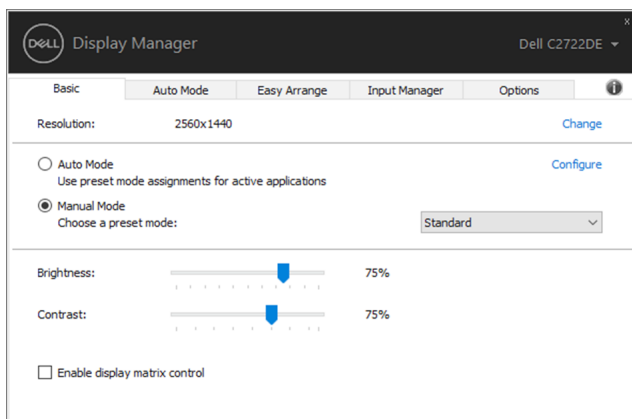 x
DELL Display Manager Dell C2722DE
Basic Auto Mode Easy Arrange Input Manager Options i
Resolution: 2560x1440 Change
Auto Mode Configure
Use preset mode assignments for active applications
Manual Mode
Choose a preset mode: Standard
Brightness: 75%
Contrast: 75%
Enable display matrix control